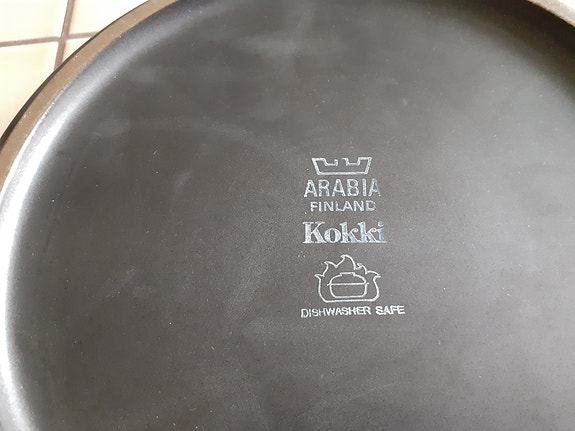 ARABIA
FINLAND
Kokki
DISHWASHER SAFE